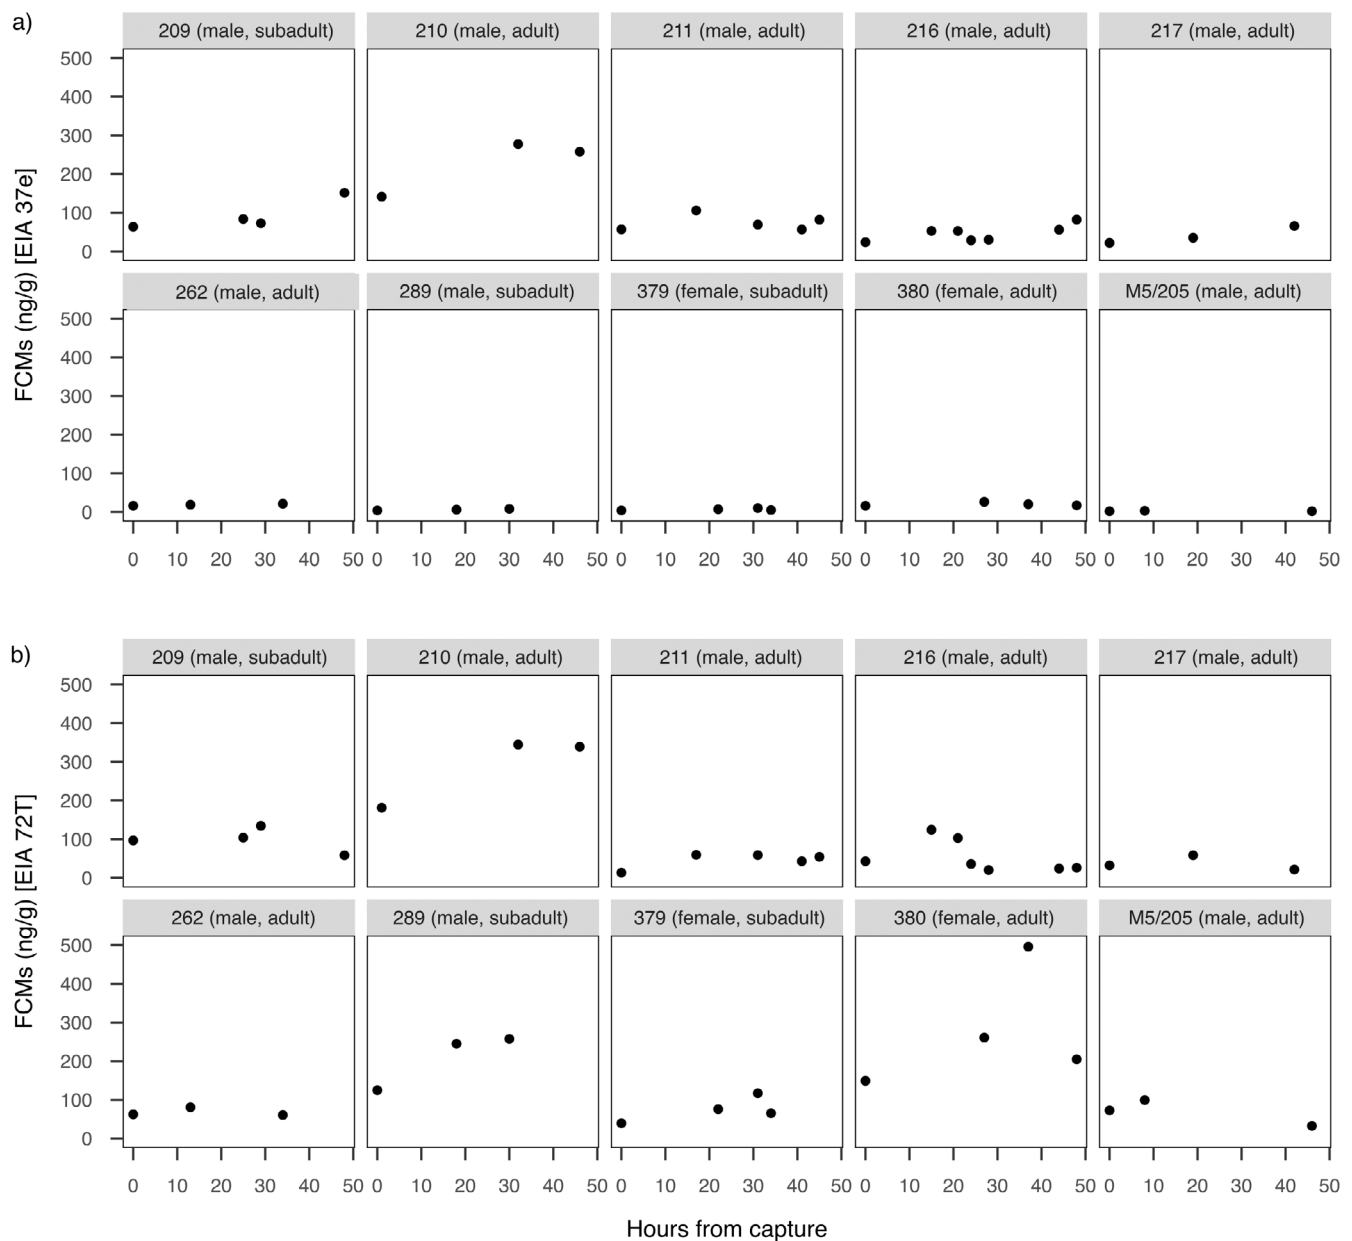 a)
209 (male, subadult) 210 (male, adult) 211 (male, adult) 216 (male, adult) 217 (male, adult)
500
400
300
200
100
0
262 (male, adult) 289 (male, subadult) 379 (female, subadult) 380 (female, adult) M5/205 (male, adult)
500
400
300
200
100
0
FCMs (ng/g) [EIA 37e]
0 10 20 30 40 50 0 10 20 30 40 50 0 10 20 30 40 50 0 10 20 30 40 50 0 10 20 30 40 50
b)
209 (male, subadult) 210 (male, adult) 211 (male, adult) 216 (male, adult) 217 (male, adult)
500
400
300
200
100
0
262 (male, adult) 289 (male, subadult) 379 (female, subadult) 380 (female, adult) M5/205 (male, adult)
500
400
300
200
100
0
FCMs (ng/g) [EIA 72T]
0 10 20 30 40 50 0 10 20 30 40 50 0 10 20 30 40 50 0 10 20 30 40 50 0 10 20 30 40 50
Hours from capture